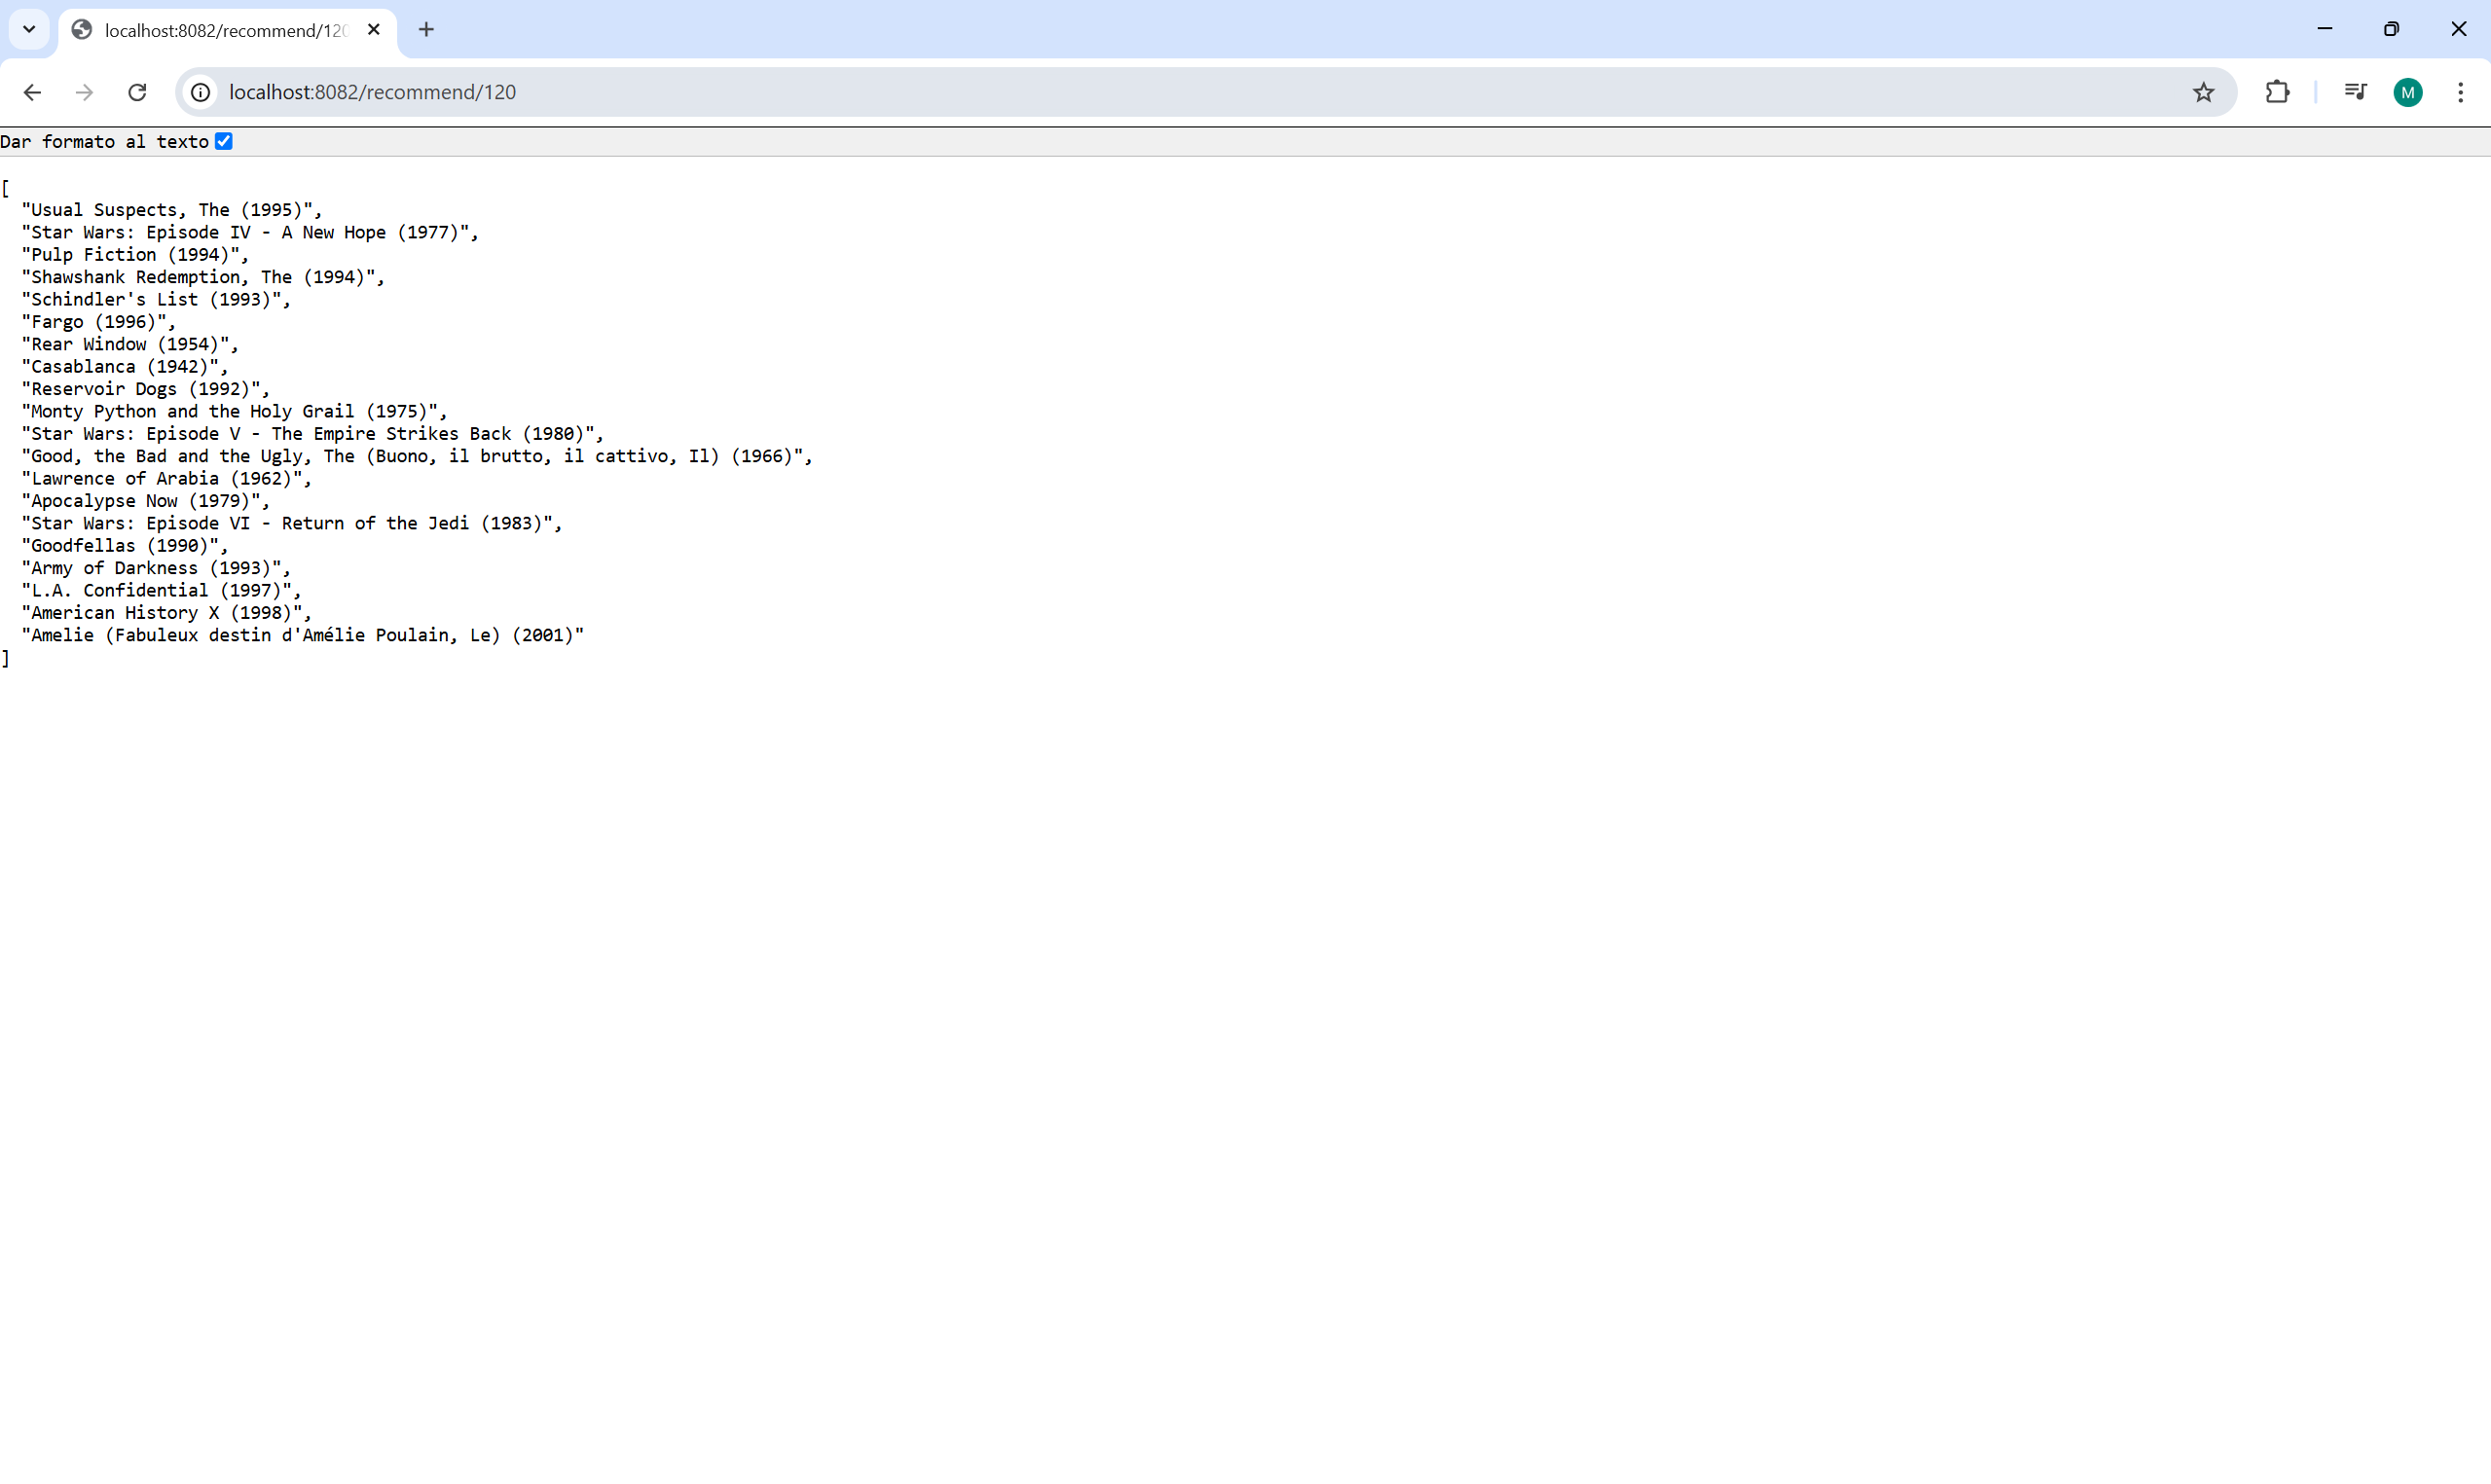 localhost:8082/recommend/120
localhost:8082/recommend/120
M
Dar formato al texto
[
  "Usual Suspects, The (1995)",
  "Star Wars: Episode IV - A New Hope (1977)",
  "Pulp Fiction (1994)",
  "Shawshank Redemption, The (1994)",
  "Schindler's List (1993)",
  "Fargo (1996)",
  "Rear Window (1954)",
  "Casablanca (1942)",
  "Reservoir Dogs (1992)",
  "Monty Python and the Holy Grail (1975)",
  "Star Wars: Episode V - The Empire Strikes Back (1980)",
  "Good, the Bad and the Ugly, The (Buono, il brutto, il cattivo, Il) (1966)",
  "Lawrence of Arabia (1962)",
  "Apocalypse Now (1979)",
  "Star Wars: Episode VI - Return of the Jedi (1983)",
  "Goodfellas (1990)",
  "Army of Darkness (1993)",
  "L.A. Confidential (1997)",
  "American History X (1998)",
  "Amelie (Fabuleux destin d'Amélie Poulain, Le) (2001)"
]